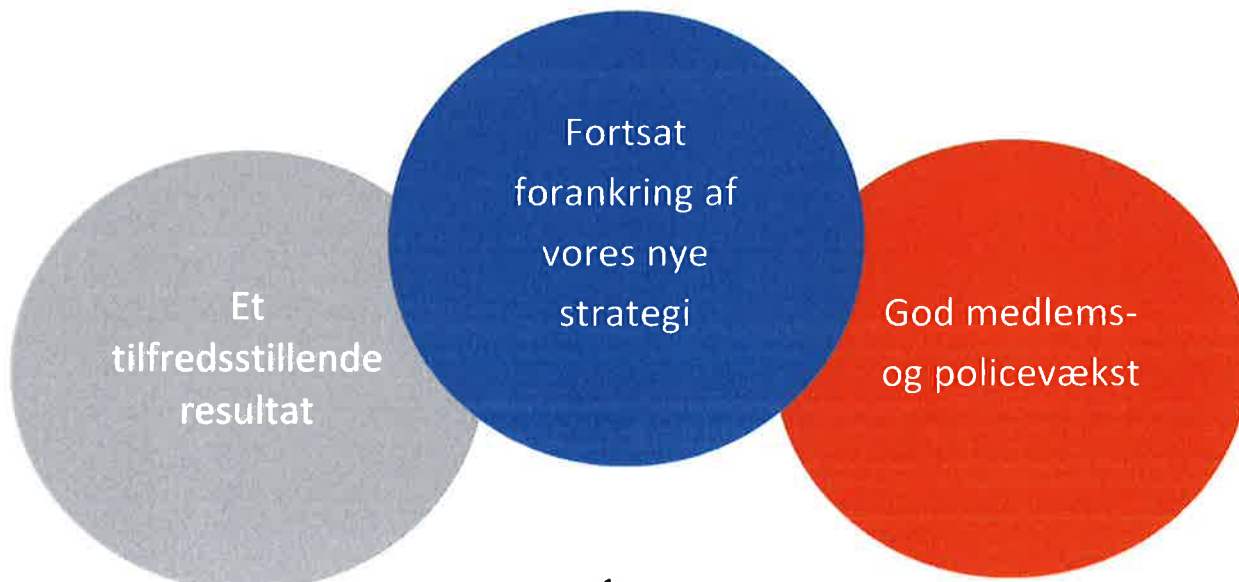 Et
tilfredsstillende
resultat
Fortsat
forankring af
vores nye
strategi
God medlems-
og policevækst